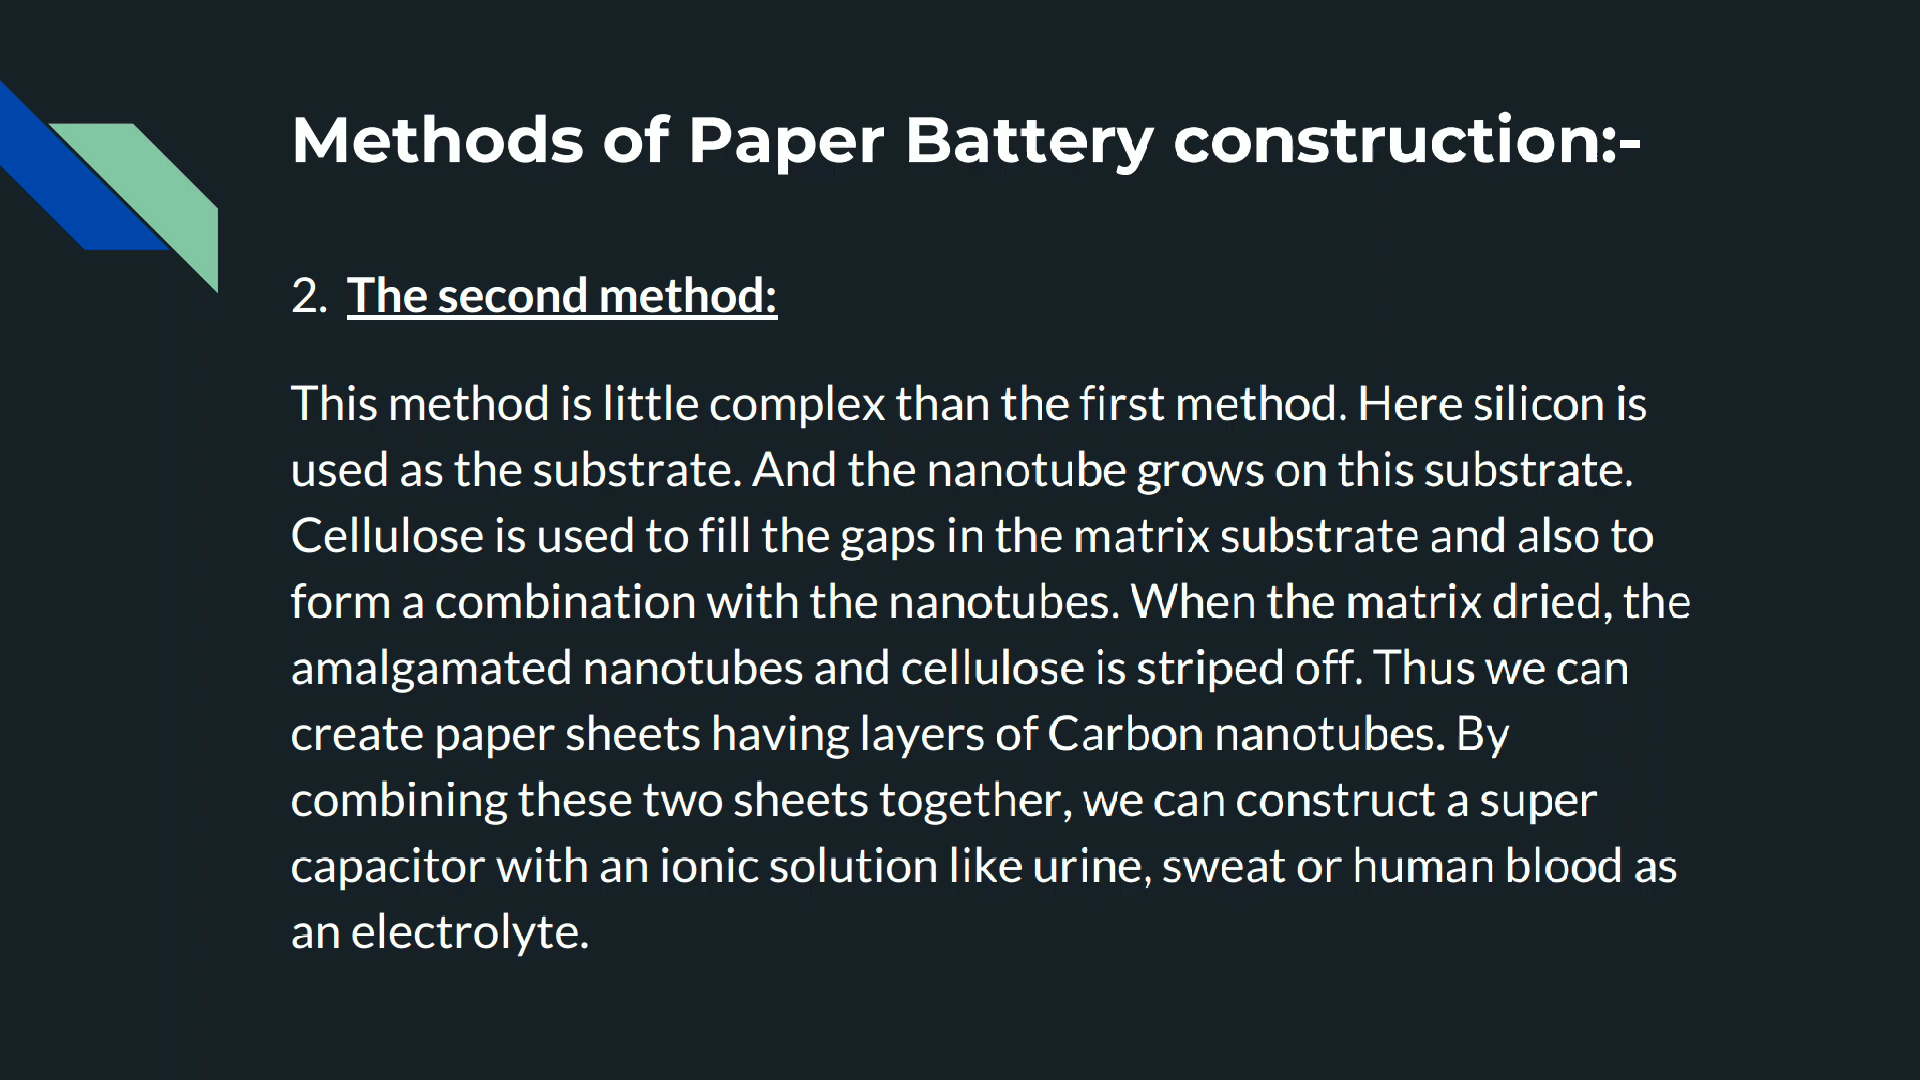 Methods of Paper Battery construction:-
2. The second method:
This method is little complex than the first method. Here silicon is
used as the substrate. And the nanotube grows on this substrate.
Cellulose is used to fill the gaps in the matrix substrate and also to
form a combination with the nanotubes. When the matrix dried, the
amalgamated nanotubes and cellulose is striped off. Thus we can
create paper sheets having layers of Carbon nanotubes. By
combining these two sheets together, we can construct a super
capacitor with an ionic solution like urine, sweat or human blood as
an electrolyte.